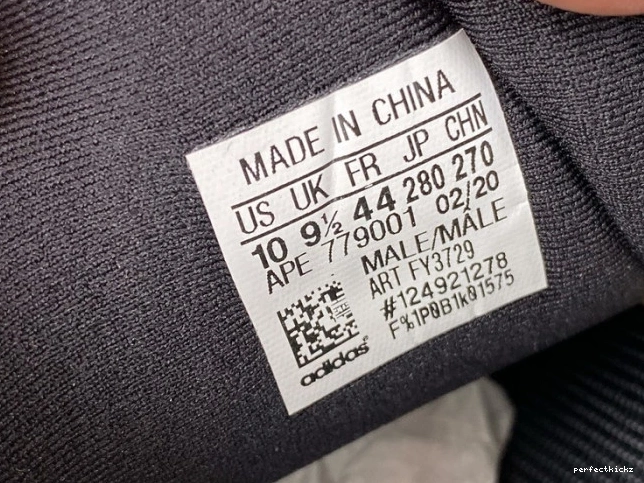 MADE IN CHINA
US UK FR JP CHN
10 9½ 44 280 270
APE 779001 02/20
MALE/MÂLE
ART FY3729
#124921278
F%1P0B1k01575
adidas
perfectkickz